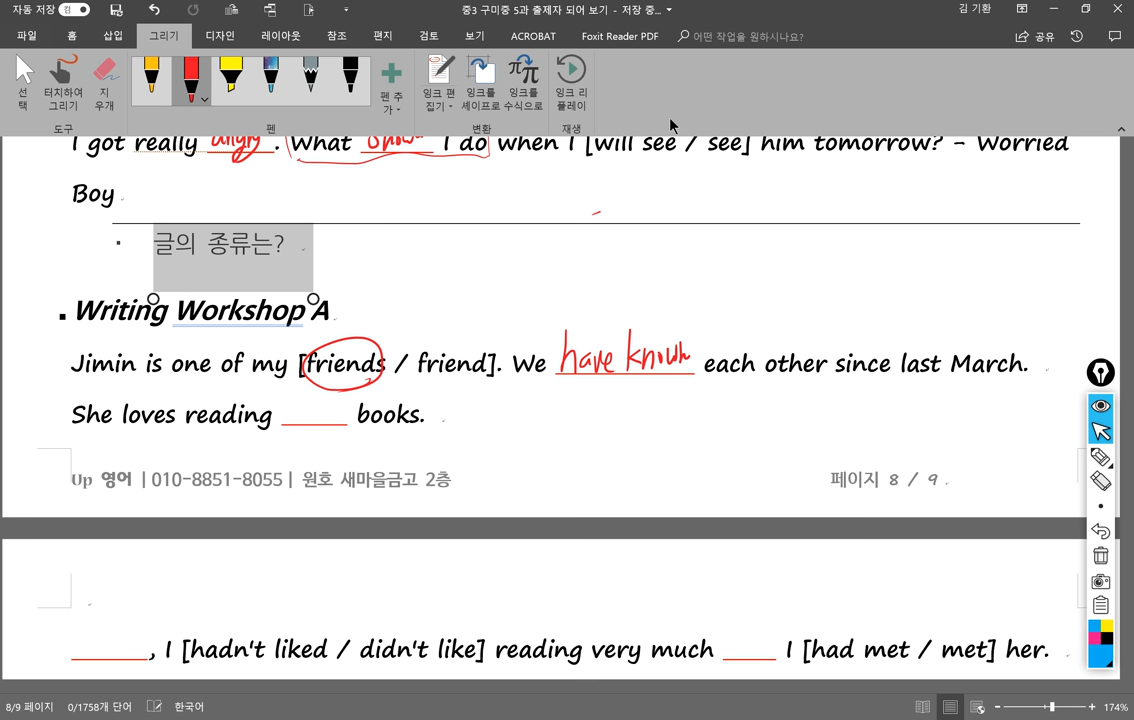 자동 저장 컴
중3 구미중 5과 출제자 되어 보기 - 저장 중...
김 기환
파일 홈 삽입 그리기 디자인 레이아웃 참조 편지 검토 보기 ACROBAT Foxit Reader PDF 어떤 작업을 원하시나요? 공유
선택
터치하여 그리기
지우개
펜 추가
잉크 편집기
잉크를 셰이프로
잉크를 수식으로
잉크 리플레이
도구 펜 변환 재생
I got really angry. What show I do when I [will see / see] him tomorrow? - Worried
Boy
글의 종류는?
Writing Workshop A
Jimin is one of my [friends / friend]. We have known each other since last March.
She loves reading _____ books.
Up 영어 | 010-8851-8055 | 원호 새마을금고 2층 페이지 8 / 9
______, I [hadn't liked / didn't like] reading very much ____ I [had met / met] her.
8/9 페이지 0/1758개 단어 한국어 174%